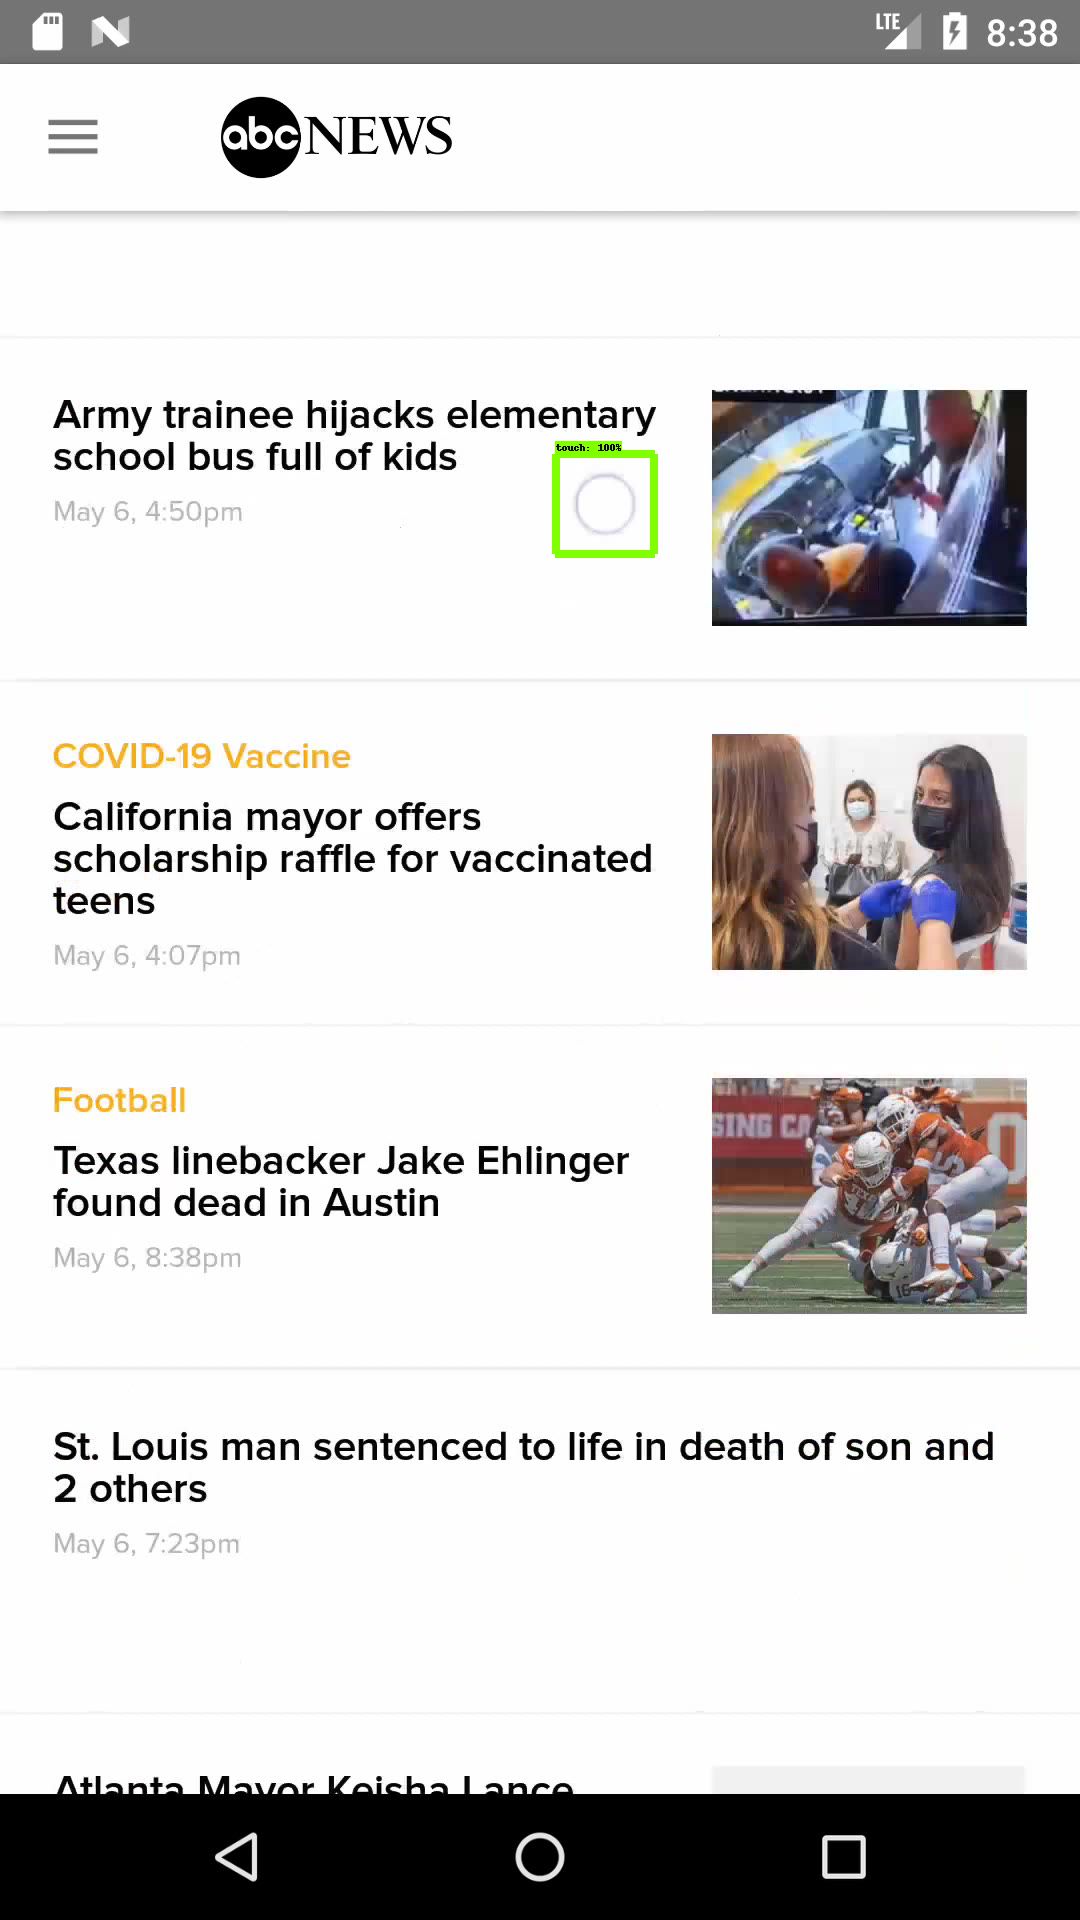 LTE 8:38
abc NEWS
Army trainee hijacks elementary
school bus full of kids
touch: 100%
May 6, 4:50pm
COVID-19 Vaccine
California mayor offers
scholarship raffle for vaccinated
teens
May 6, 4:07pm
Football
SING CA
Texas linebacker Jake Ehlinger
found dead in Austin
May 6, 8:38pm
St. Louis man sentenced to life in death of son and
2 others
May 6, 7:23pm
Atlanta Mayor Keisha Lance